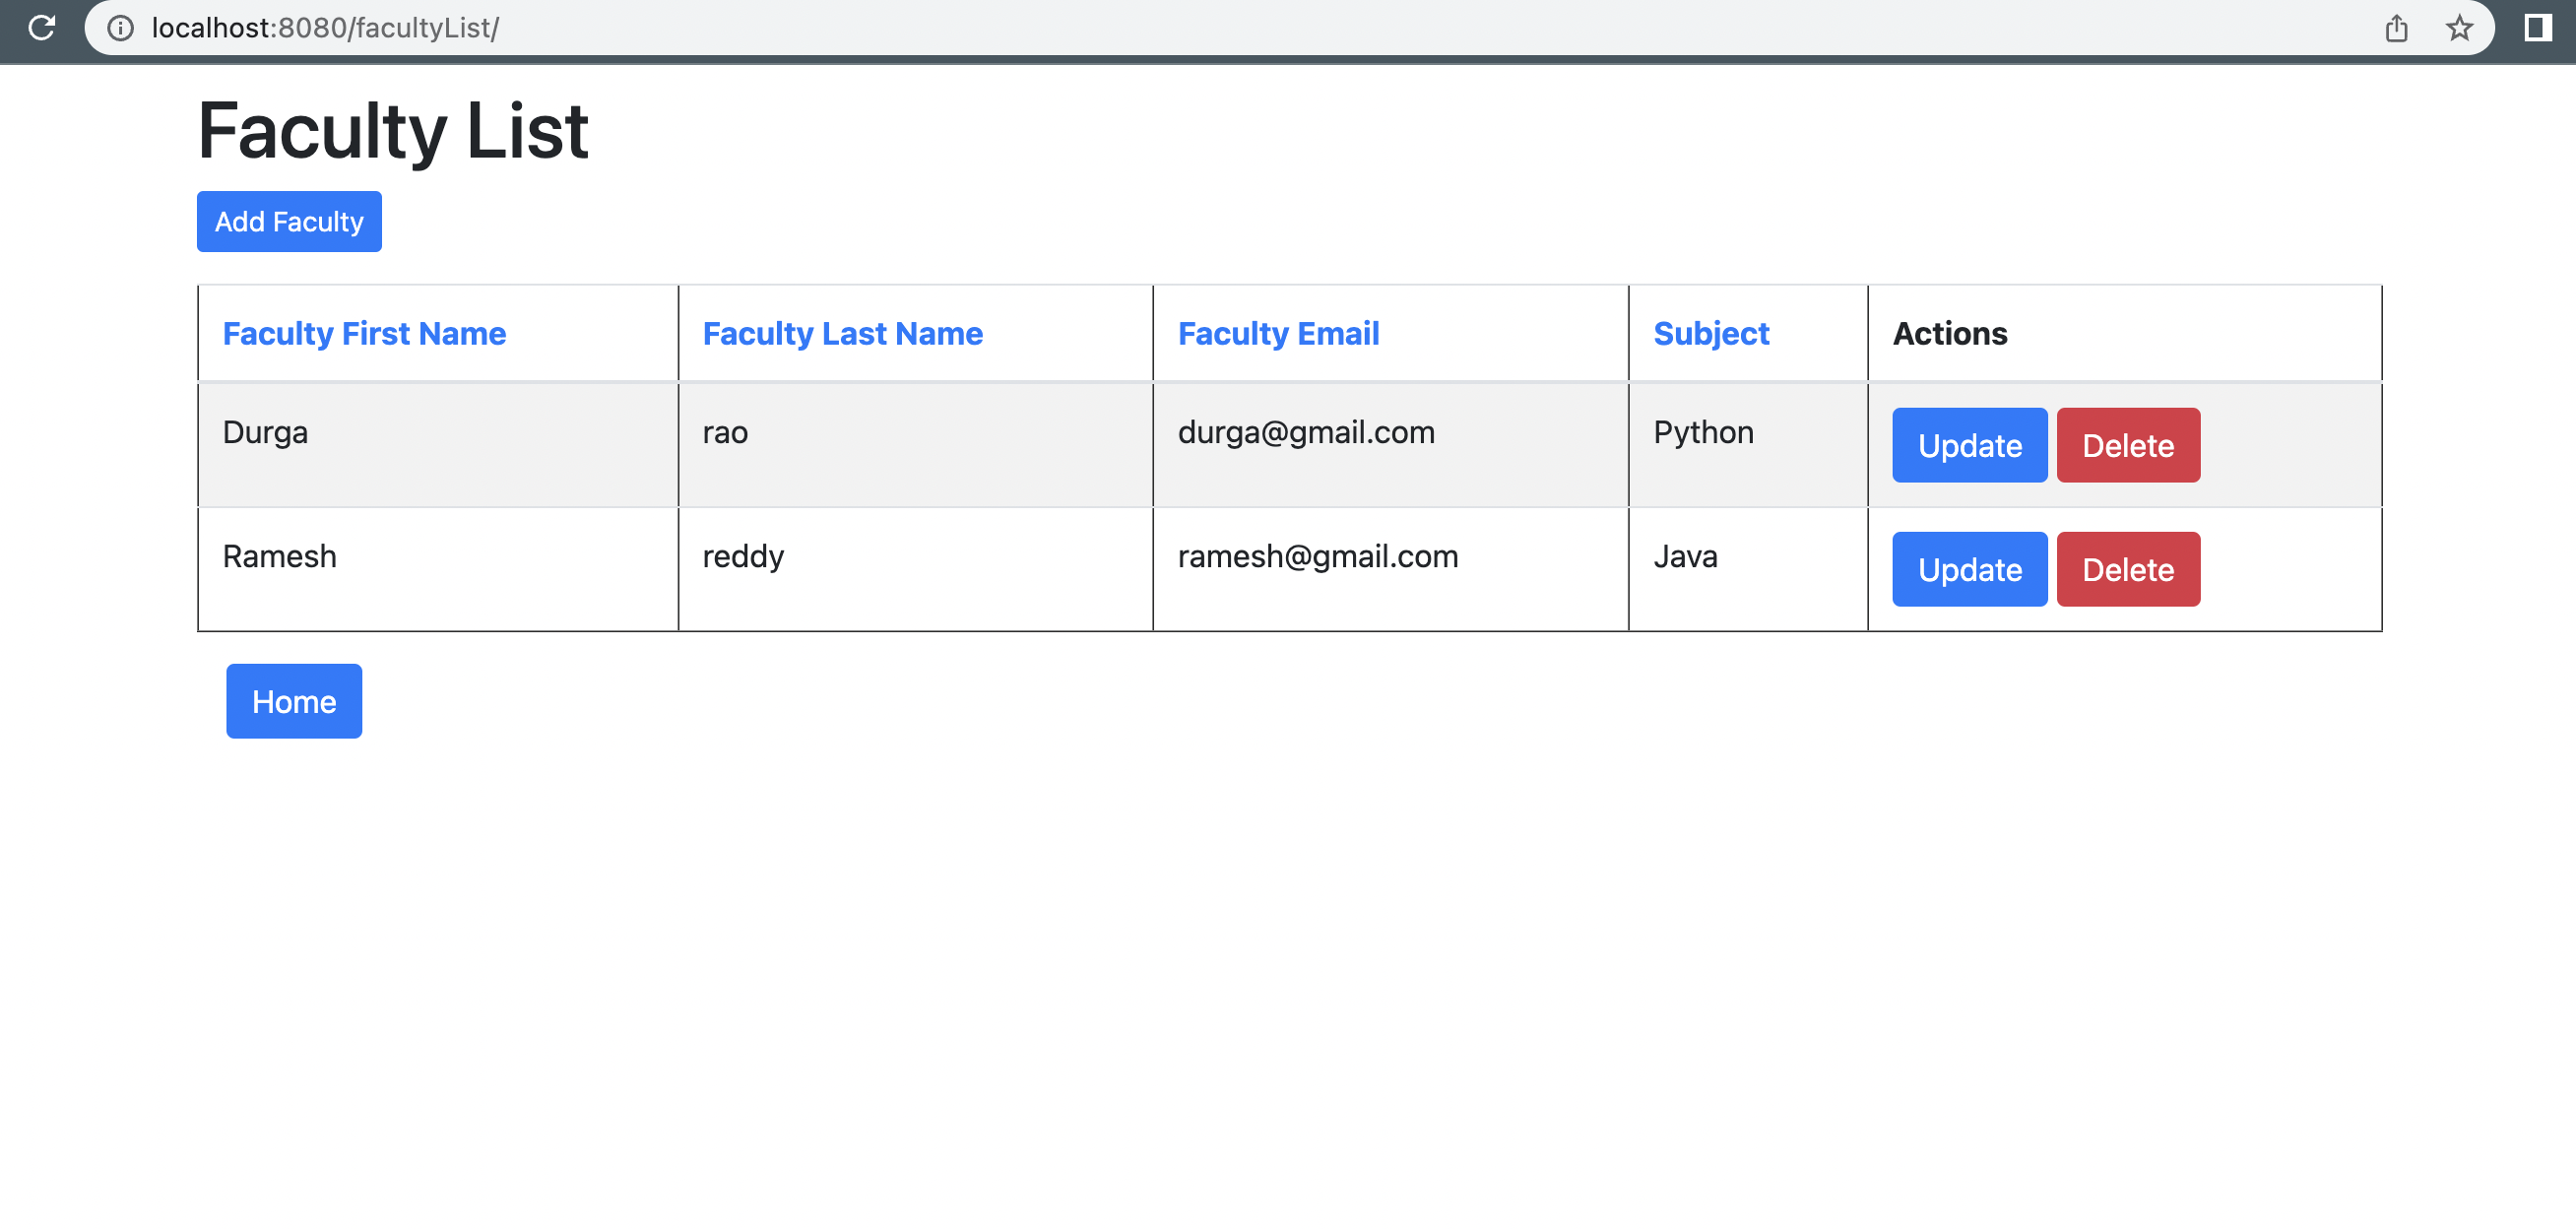 localhost:8080/facultyList/
Faculty List
Add Faculty
Faculty First Name Faculty Last Name Faculty Email Subject Actions
Durga rao durga@gmail.com Python Update Delete
Ramesh reddy ramesh@gmail.com Java Update Delete
Home